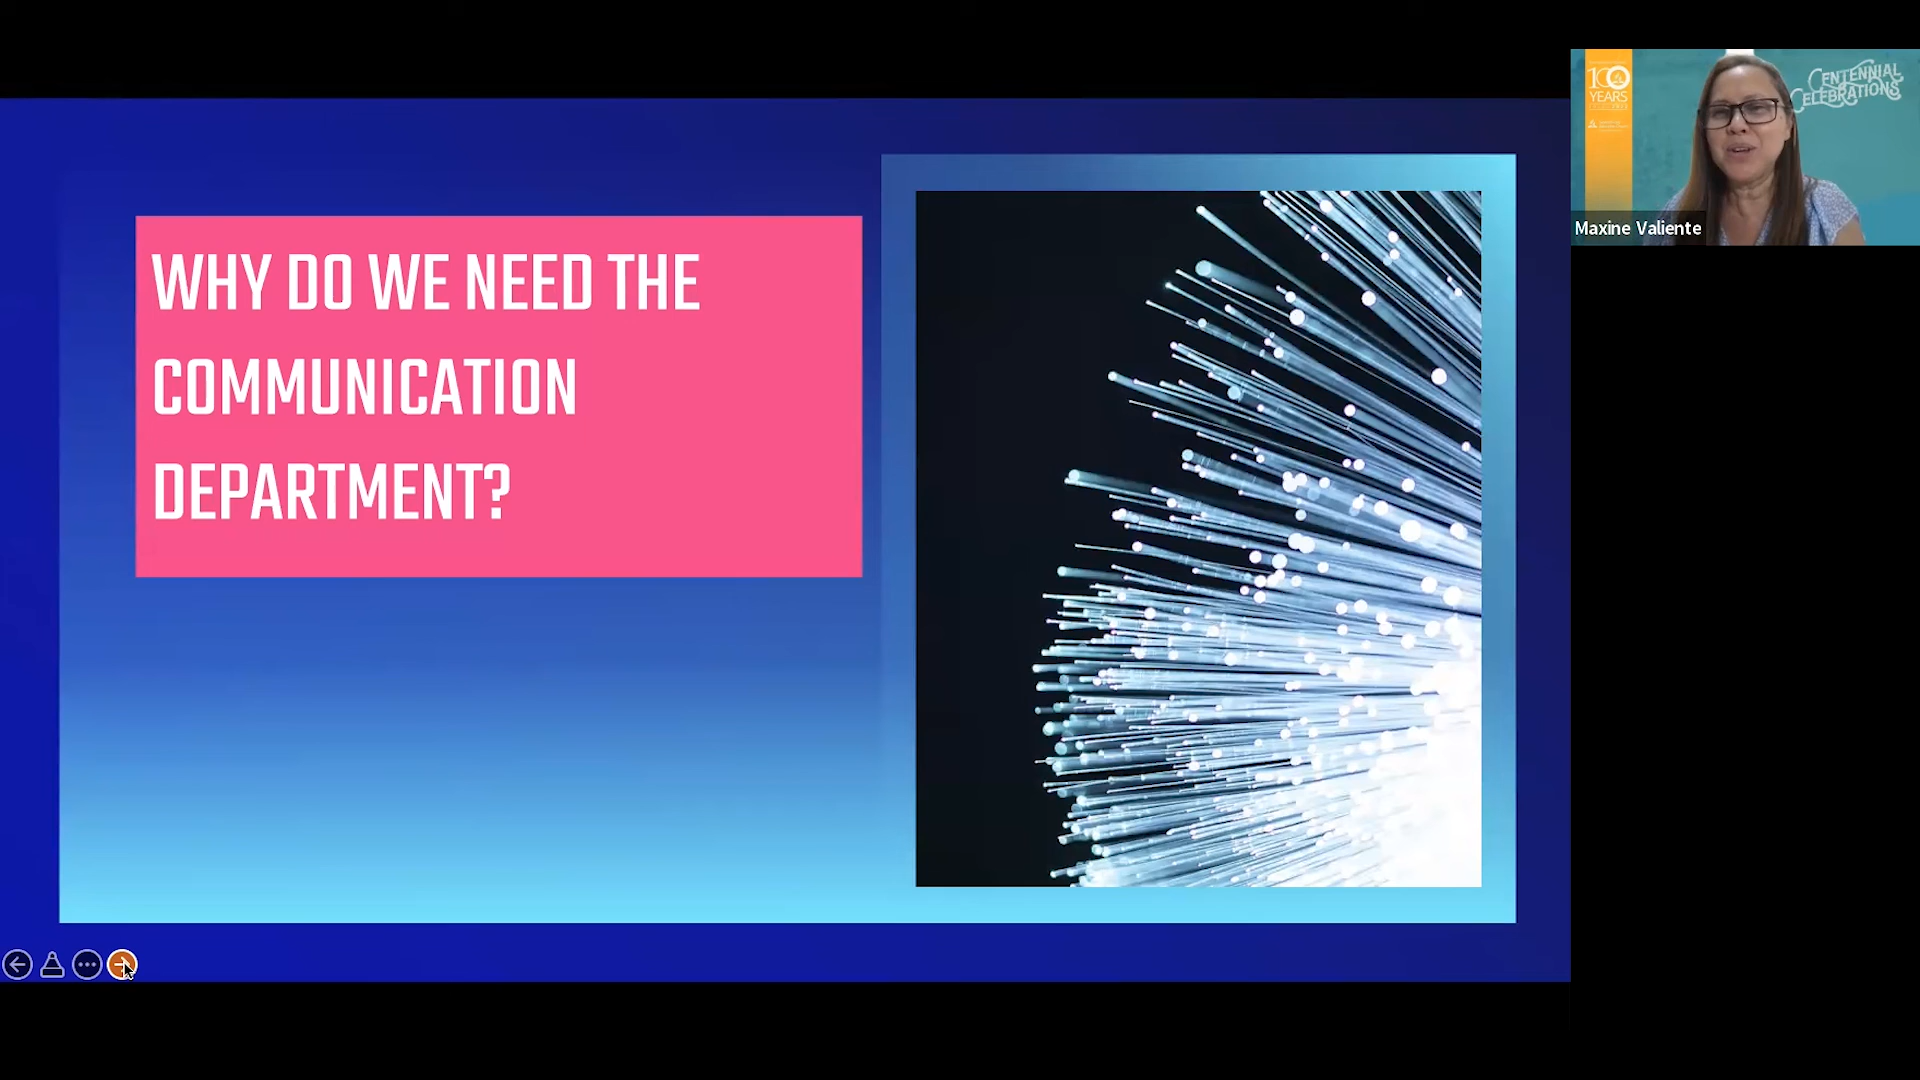 WHY DO WE NEED THE
COMMUNICATION
DEPARTMENT?
100
YEARS
CENTENNIAL
CELEBRATIONS
Maxine Valiente